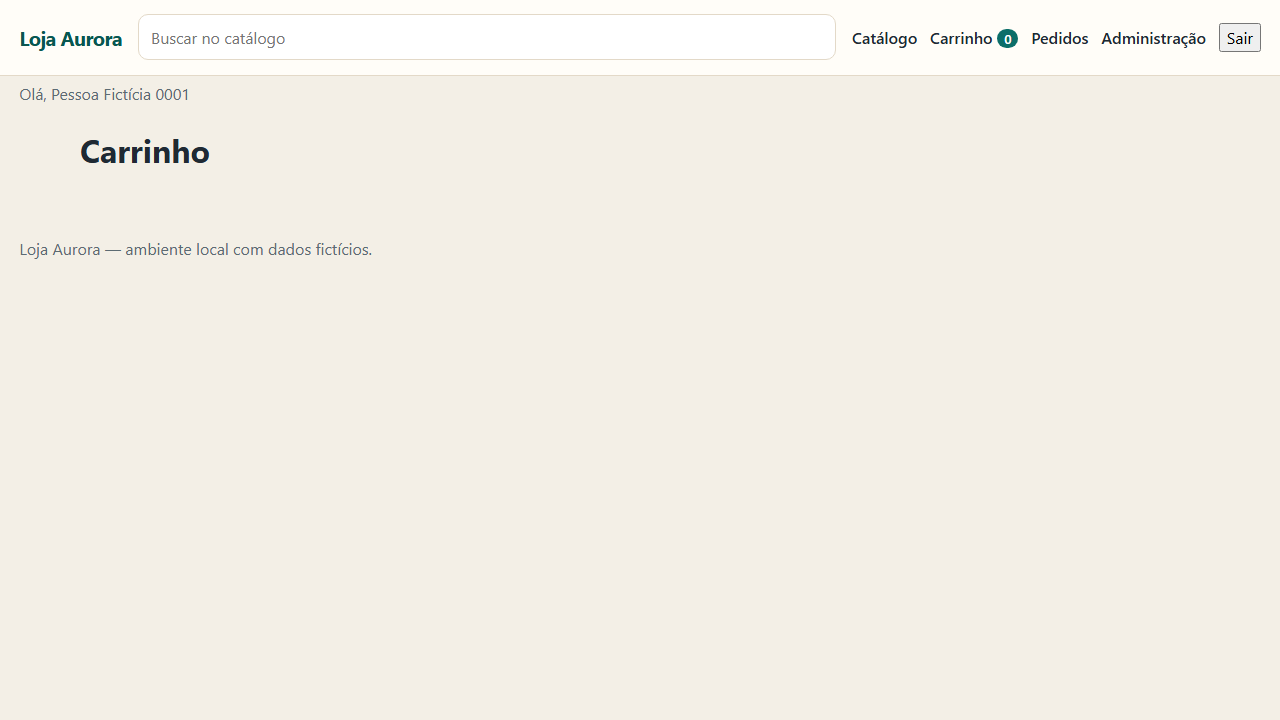 Loja Aurora
Buscar no catálogo
Catálogo
Carrinho 0
Pedidos
Administração
Sair
Olá, Pessoa Fictícia 0001
Carrinho
Loja Aurora — ambiente local com dados fictícios.